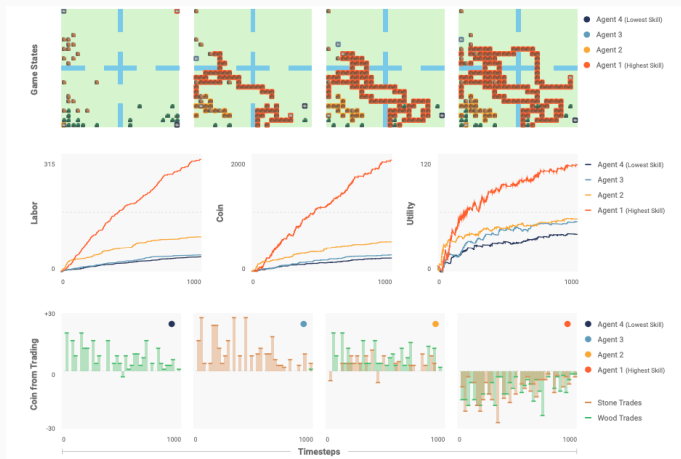 Game States
Agent 4 (Lowest Skill)
Agent 3
Agent 2
Agent 1 (Highest Skill)
Labor
315
0
0
1000
Coin
2000
0
0
1000
Utility
120
0
0
1000
Agent 4 (Lowest Skill)
Agent 3
Agent 2
Agent 1 (Highest Skill)
Coin from Trading
+30
0
-30
0
1000
0
1000
0
1000
0
1000
Agent 4 (Lowest Skill)
Agent 3
Agent 2
Agent 1 (Highest Skill)
Stone Trades
Wood Trades
Timesteps